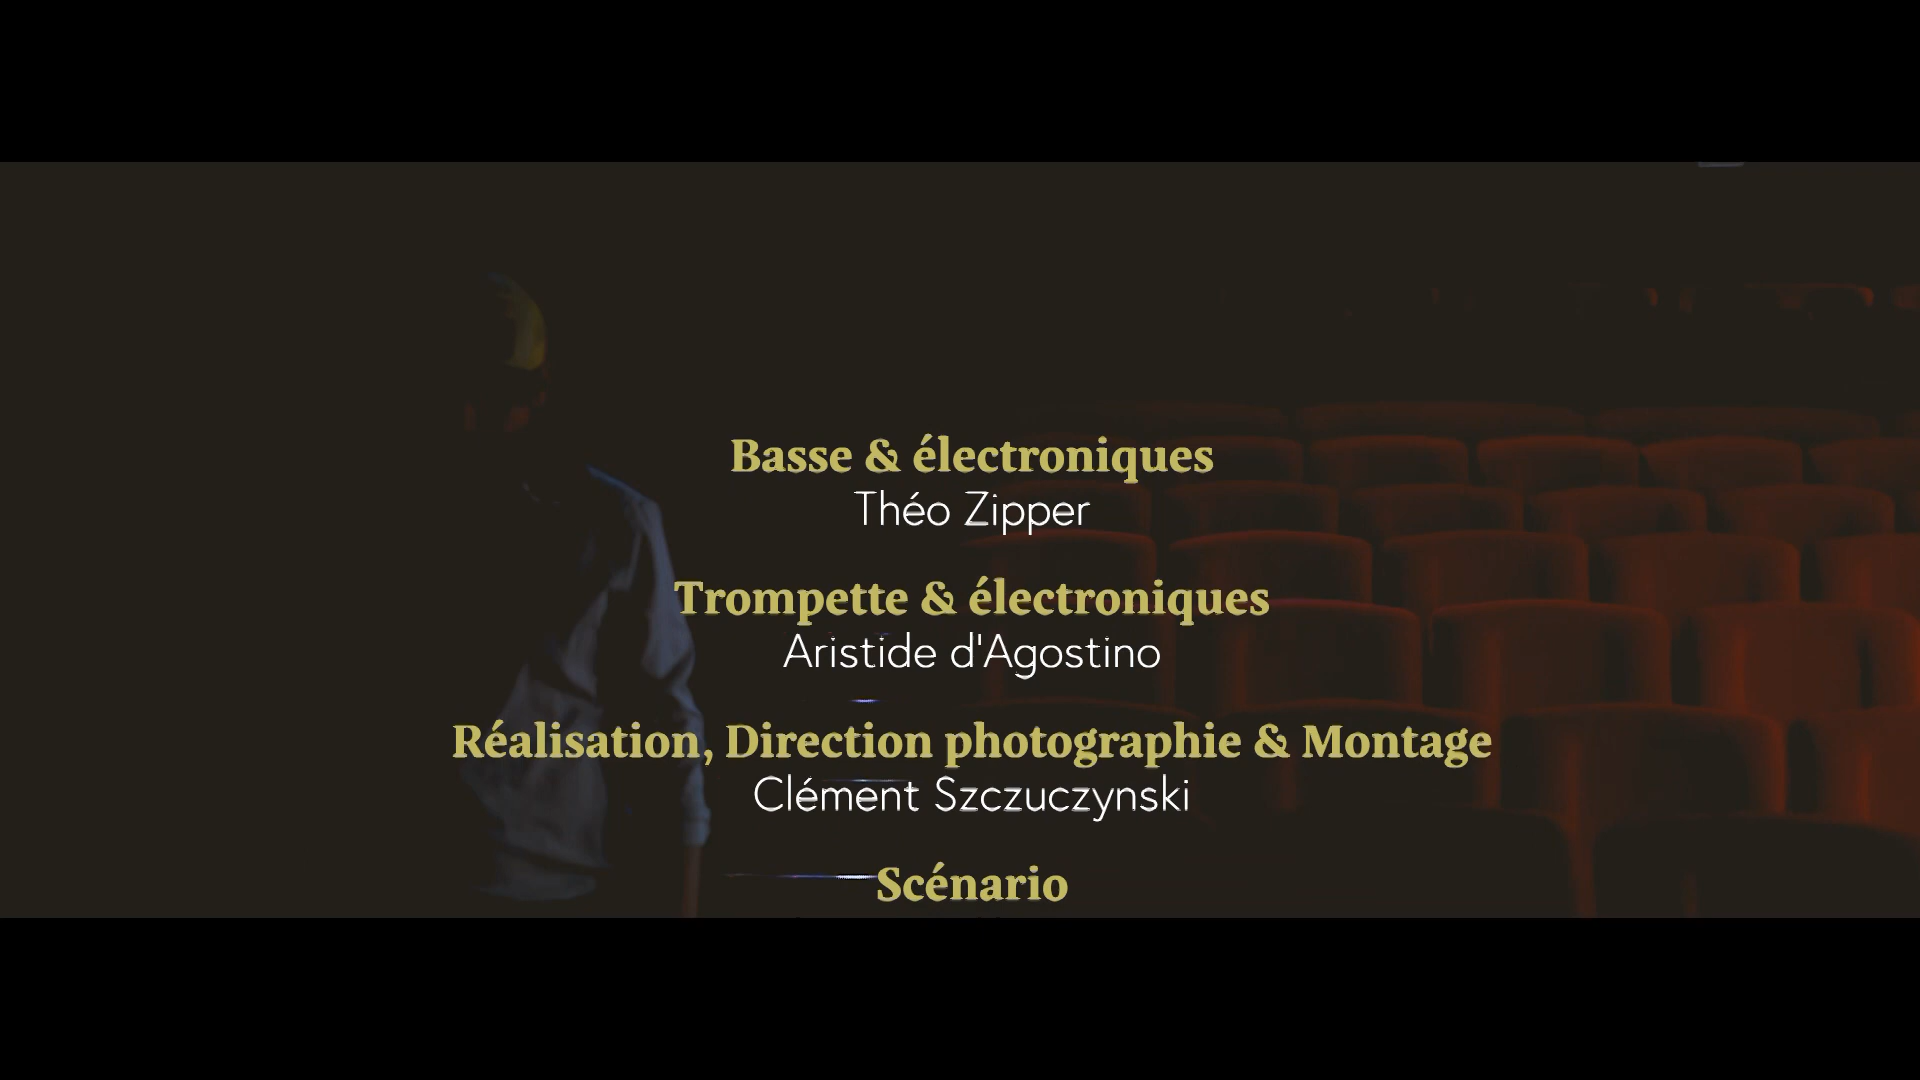 Basse & électroniques
Théo Zipper
Trompette & électroniques
Aristide d'Agostino
Réalisation, Direction photographie & Montage
Clément Szczuczynski
Scénario